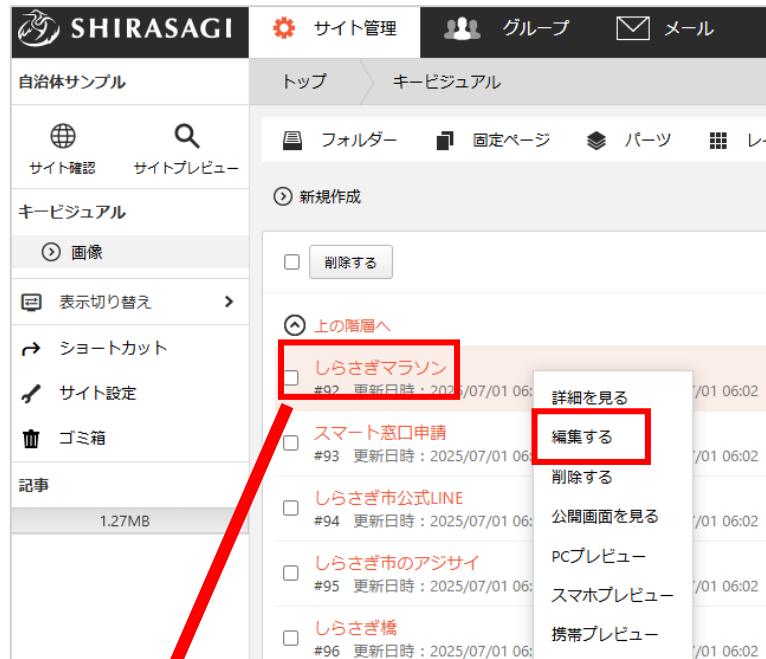 SHIRASAGI
サイト管理
グループ
メール
自治体サンプル
トップ
キービジュアル
サイト確認
サイトプレビュー
フォルダー
固定ページ
パーツ
レイ
新規作成
キービジュアル
画像
削除する
表示切り替え
上の階層へ
ショートカット
しらさぎマラソン
#92 更新日時：2025/07/01 06:
/01 06:02
サイト設定
スマート窓口申請
#93 更新日時：2025/07/01 06:
/01 06:02
ゴミ箱
記事
1.27MB
しらさぎ市公式LINE
#94 更新日時：2025/07/01 06:
/01 06:02
しらさぎ市のアジサイ
#95 更新日時：2025/07/01 06:
/01 06:02
しらさぎ橋
#96 更新日時：2025/07/01 06:
/01 06:02
詳細を見る
編集する
削除する
公開画面を見る
PCプレビュー
スマホプレビュー
携帯プレビュー